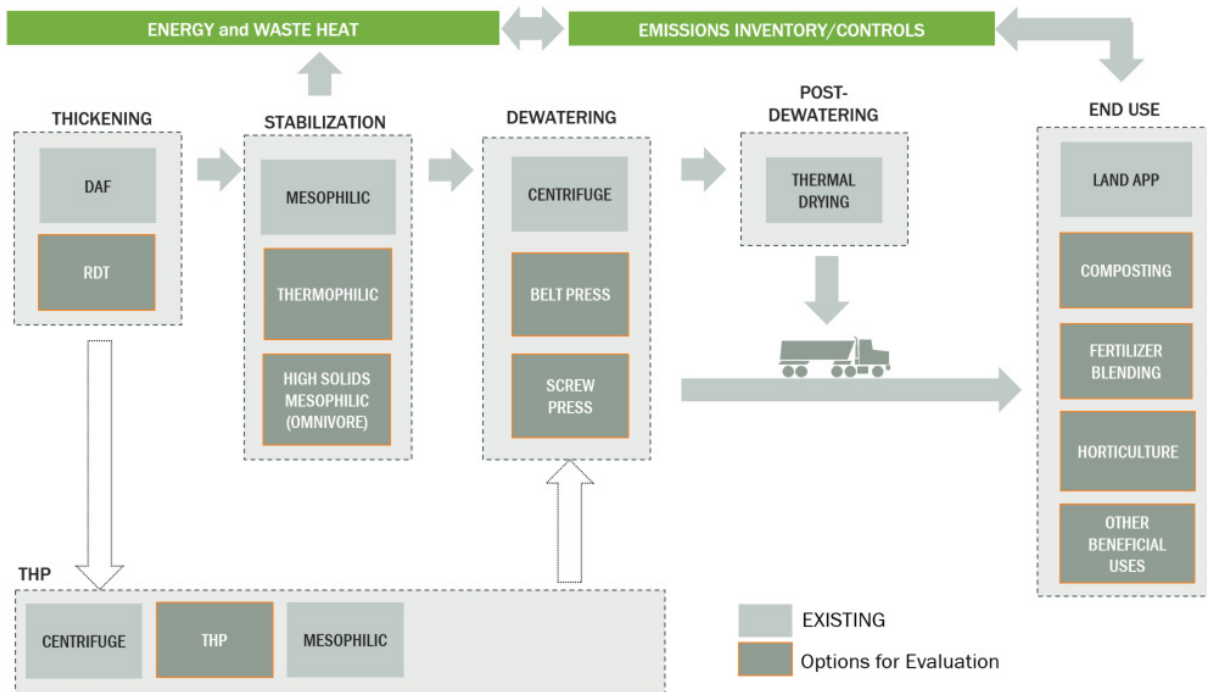 ENERGY and WASTE HEAT
EMISSIONS INVENTORY/CONTROLS
THICKENING
DAF
RDT
STABILIZATION
MESOPHILIC
THERMOPHILIC
HIGH SOLIDS
MESOPHILIC
(OMNIVORE)
DEWATERING
CENTRIFUGE
BELT PRESS
SCREW
PRESS
POST-
DEWATERING
THERMAL
DRYING
END USE
LAND APP
COMPOSTING
FERTILIZER
BLENDING
HORTICULTURE
OTHER
BENEFICIAL
USES
THP
CENTRIFUGE
THP
MESOPHILIC
EXISTING
Options for Evaluation